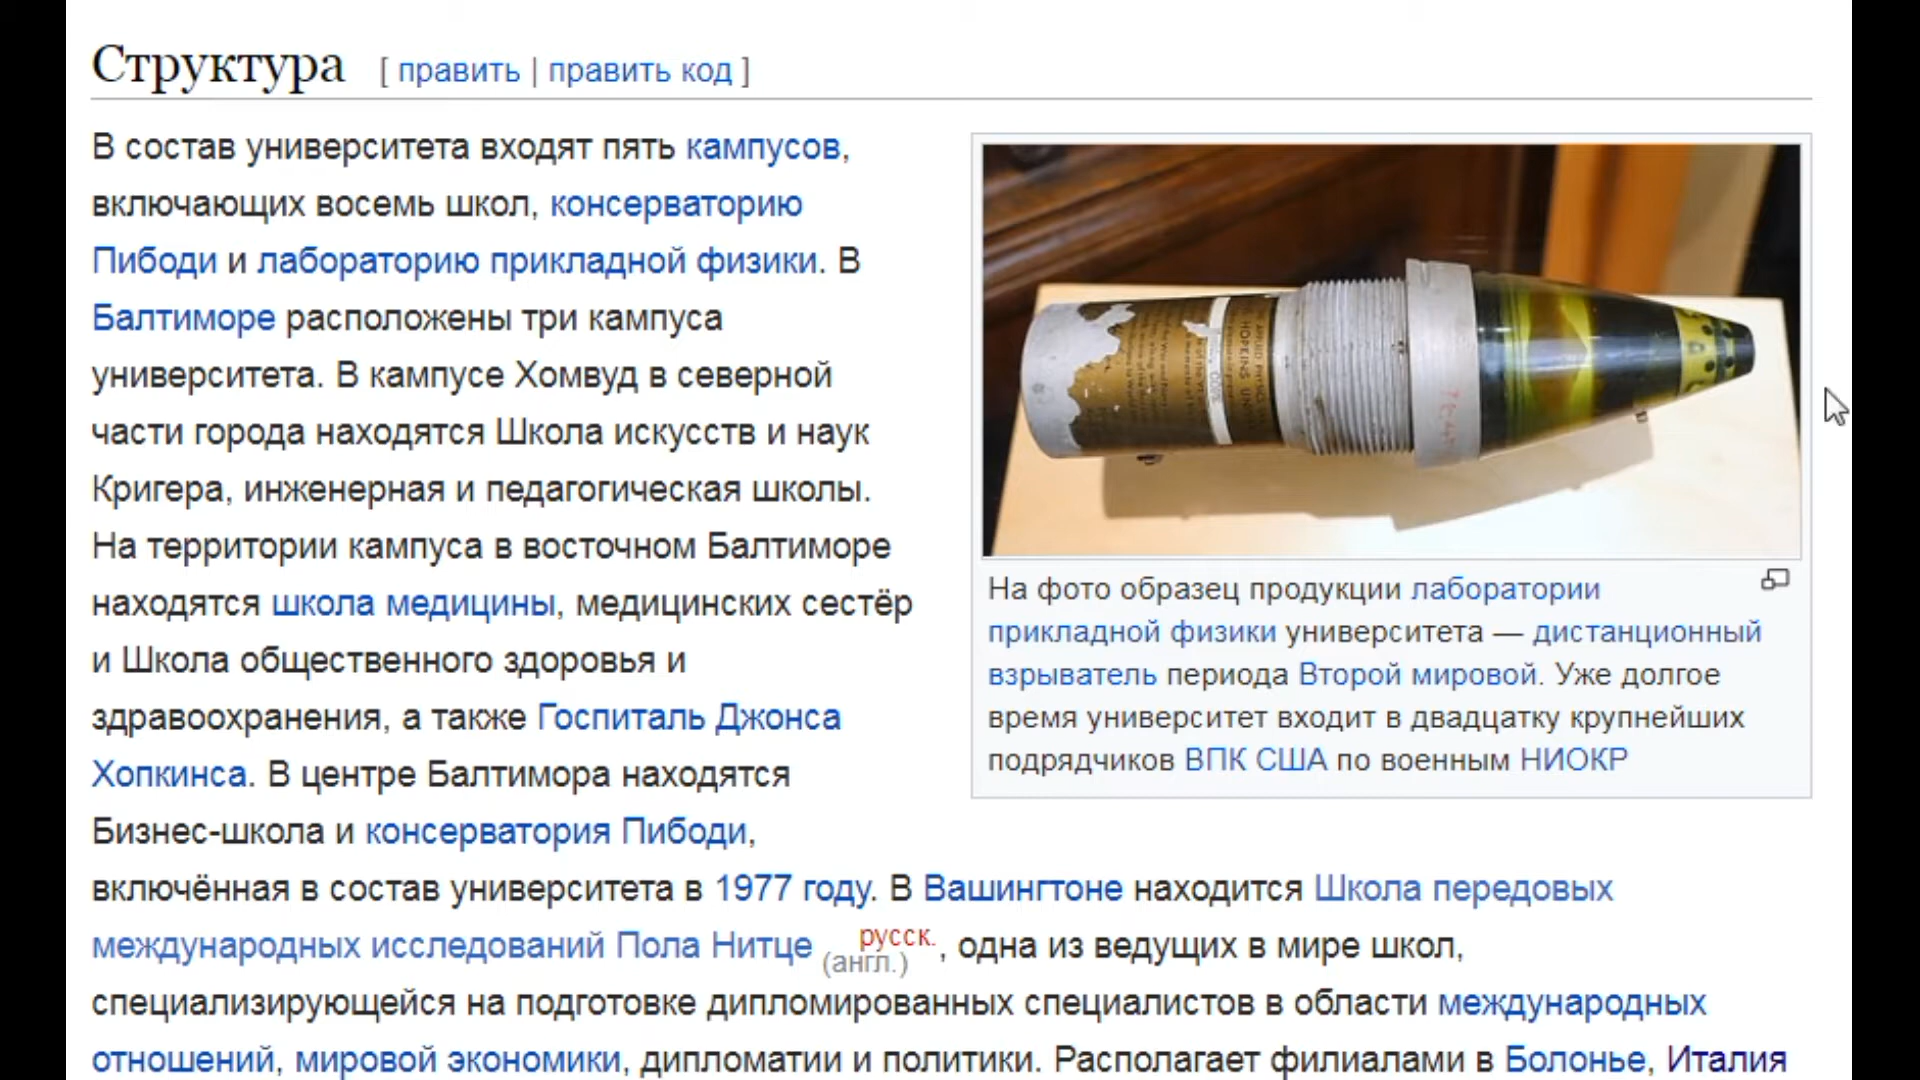 Структура [ править | править код ]
В состав университета входят пять кампусов,
включающих восемь школ, консерваторию
Пибоди и лабораторию прикладной физики. В
Балтиморе расположены три кампуса
университета. В кампусе Хомвуд в северной
части города находятся Школа искусств и наук
Кригера, инженерная и педагогическая школы.
На территории кампуса в восточном Балтиморе
находятся школа медицины, медицинских сестёр
и Школа общественного здоровья и
здравоохранения, а также Госпиталь Джонса
Хопкинса. В центре Балтимора находятся
Бизнес-школа и консерватория Пибоди,
включённая в состав университета в 1977 году. В Вашингтоне находится Школа передовых
международных исследований Пола Нитце русск. (англ.), одна из ведущих в мире школ,
специализирующейся на подготовке дипломированных специалистов в области международных
отношений, мировой экономики, дипломатии и политики. Располагает филиалами в Болонье, Италия
HOPKINS
На фото образец продукции лаборатории
прикладной физики университета — дистанционный
взрыватель периода Второй мировой. Уже долгое
время университет входит в двадцатку крупнейших
подрядчиков ВПК США по военным НИОКР